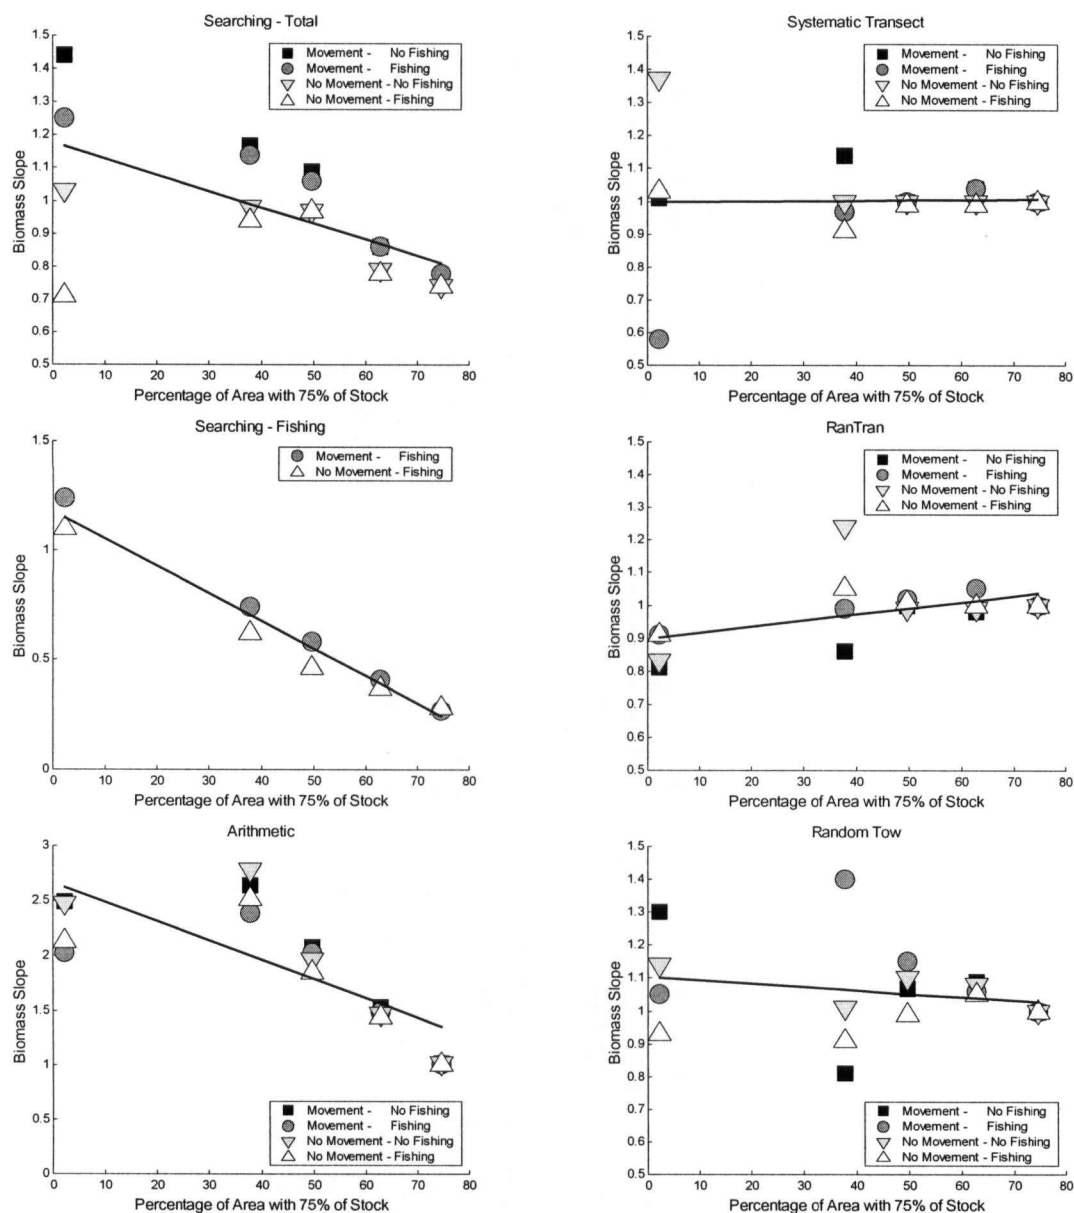 Searching - Total
Movement - No Fishing
Movement - Fishing
No Movement - No Fishing
No Movement - Fishing
1.5
1.4
1.3
1.2
1.1
1
0.9
0.8
0.7
0.6
0.5
Biomass Slope
0 10 20 30 40 50 60 70 80
Percentage of Area with 75% of Stock
Systematic Transect
Movement - No Fishing
Movement - Fishing
No Movement - No Fishing
No Movement - Fishing
1.5
1.4
1.3
1.2
1.1
1
0.9
0.8
0.7
0.6
0.5
Biomass Slope
0 10 20 30 40 50 60 70 80
Percentage of Area with 75% of Stock
Searching - Fishing
Movement - Fishing
No Movement - Fishing
1.5
1
0.5
0
Biomass Slope
0 10 20 30 40 50 60 70 80
Percentage of Area with 75% of Stock
RanTran
Movement - No Fishing
Movement - Fishing
No Movement - No Fishing
No Movement - Fishing
1.5
1.4
1.3
1.2
1.1
1
0.9
0.8
0.7
0.6
0.5
Biomass Slope
0 10 20 30 40 50 60 70 80
Percentage of Area with 75% of Stock
Arithmetic
3
2.5
2
1.5
1
0.5
0
Biomass Slope
Movement - No Fishing
Movement - Fishing
No Movement - No Fishing
No Movement - Fishing
0 10 20 30 40 50 60 70 80
Percentage of Area with 75% of Stock
Random Tow
1.5
1.4
1.3
1.2
1.1
1
0.9
0.8
0.7
0.6
0.5
Biomass Slope
Movement - No Fishing
Movement - Fishing
No Movement - No Fishing
No Movement - Fishing
0 10 20 30 40 50 60 70 80
Percentage of Area with 75% of Stock